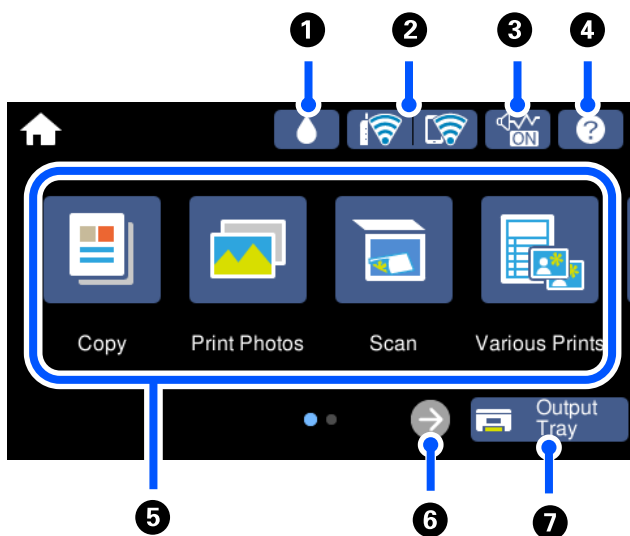 1 2 3 4
ON ?
Copy Print Photos Scan Various Prints
Output
Tray
5 6 7